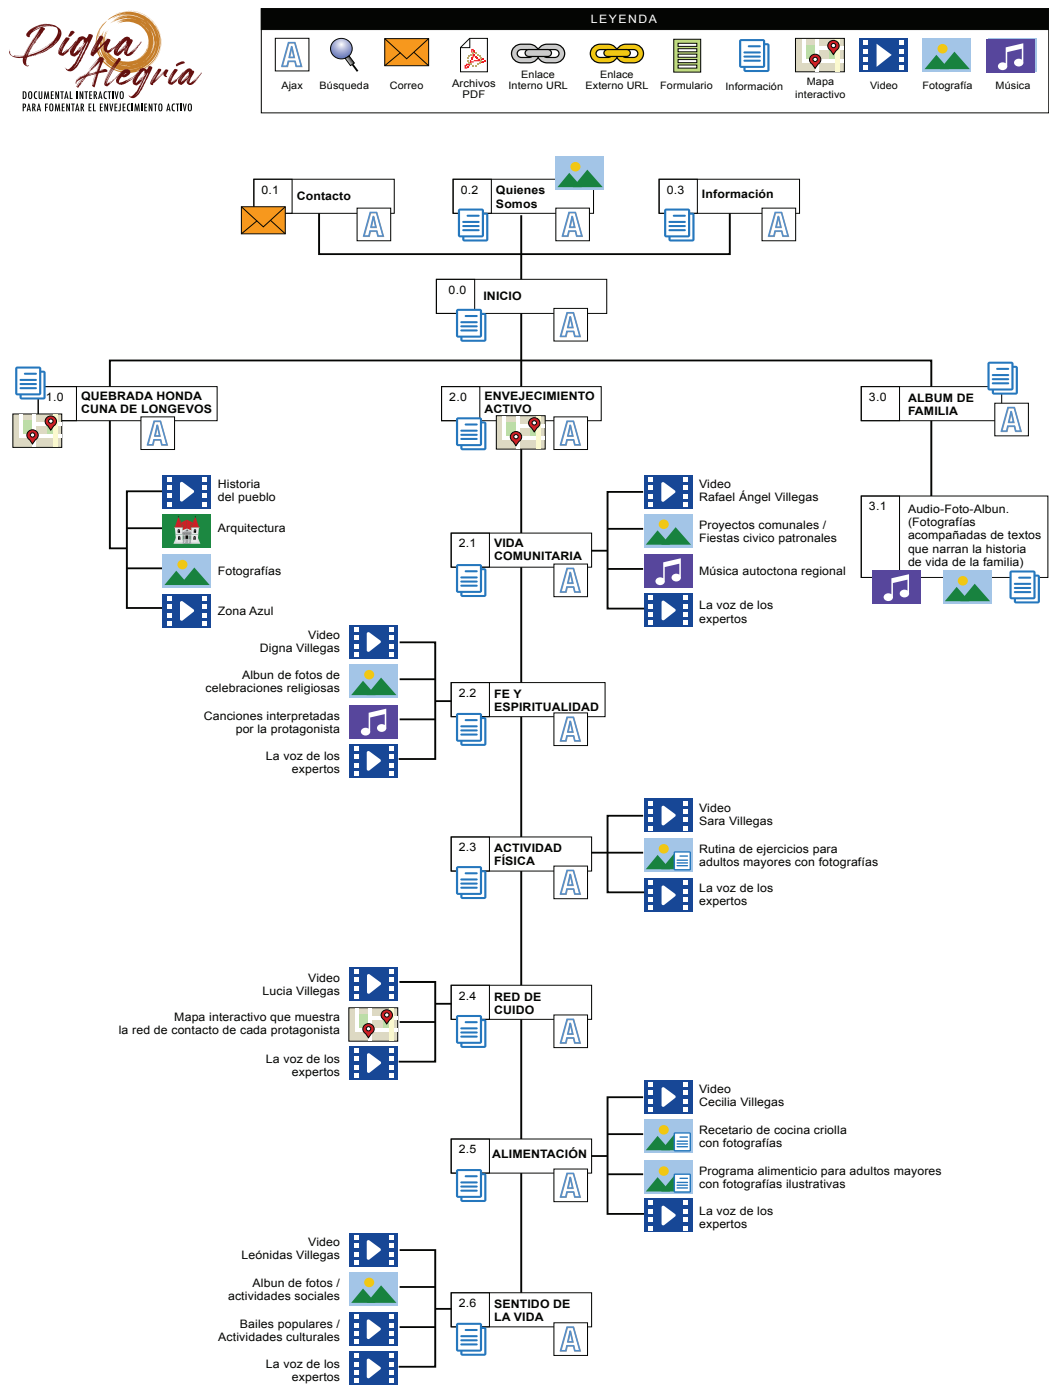 Digna
Alegría
DOCUMENTAL INTERACTIVO
PARA FOMENTAR EL ENVEJECIMIENTO ACTIVO
LEYENDA
Ajax
Búsqueda
Correo
Archivos
PDF
Enlace
Interno URL
Enlace
Externo URL
Formulario
Información
Mapa
interactivo
Video
Fotografía
Música
0.1
Contacto
0.2
Quienes
Somos
0.3
Información
0.0
INICIO
1.0
QUEBRADA HONDA
CUNA DE LONGEVOS
2.0
ENVEJECIMIENTO
ACTIVO
3.0
ALBUM DE
FAMILIA
Historia
del pueblo
Arquitectura
Fotografías
Zona Azul
2.1
VIDA
COMUNITARIA
Video
Rafael Ángel Villegas
Proyectos comunales /
Fiestas civico patronales
Música autoctona regional
La voz de los
expertos
3.1
Audio-Foto-Albun.
(Fotografías
acompañadas de textos
que narran la historia
de vida de la familia)
Video
Digna Villegas
Albun de fotos de
celebraciones religiosas
Canciones interpretadas
por la protagonista
La voz de los
expertos
2.2
FE Y
ESPIRITUALIDAD
2.3
ACTIVIDAD
FÍSICA
Video
Sara Villegas
Rutina de ejercicios para
adultos mayores con fotografías
La voz de los
expertos
Video
Lucia Villegas
Mapa interactivo que muestra
la red de contacto de cada protagonista
La voz de los
expertos
2.4
RED DE
CUIDO
2.5
ALIMENTACIÓN
Video
Cecilia Villegas
Recetario de cocina criolla
con fotografías
Programa alimenticio para adultos mayores
con fotografías ilustrativas
La voz de los
expertos
Video
Leónidas Villegas
Albun de fotos /
actividades sociales
Bailes populares /
Actividades culturales
La voz de los
expertos
2.6
SENTIDO DE
LA VIDA